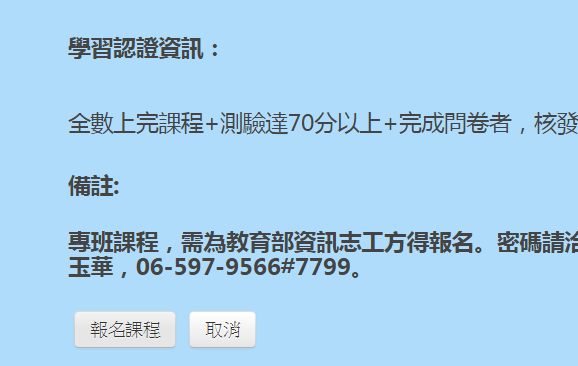 學習認證資訊：
全數上完課程+測驗達70分以上+完成問卷者，核發
備註:
專班課程，需為教育部資訊志工方得報名。密碼請洽
玉華，06-597-9566#7799。
報名課程 取消